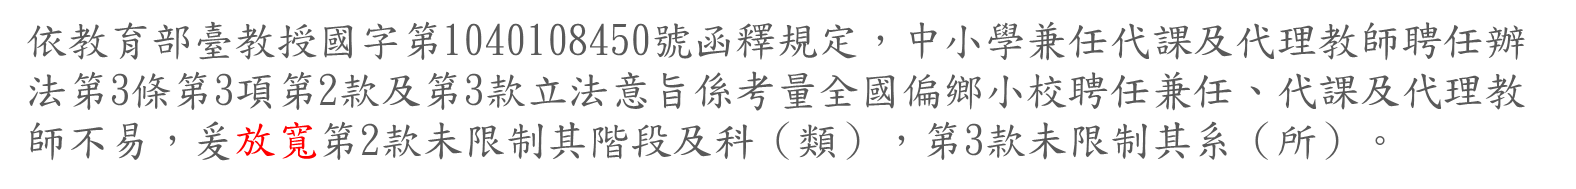 依教育部臺教授國字第1040108450號函釋規定，中小學兼任代課及代理教師聘任辦
法第3條第3項第2款及第3款立法意旨係考量全國偏鄉小校聘任兼任、代課及代理教
師不易，爰放寬第2款未限制其階段及科（類），第3款未限制其系（所）。